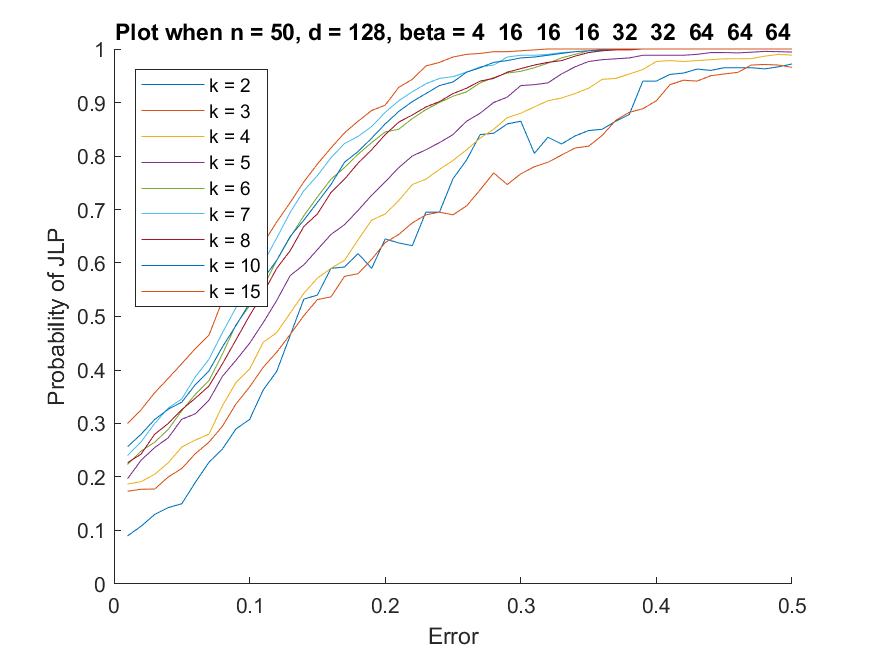 Plot when n = 50, d = 128, beta = 4 16 16 16 32 32 64 64 64
1
0.9
0.8
0.7
0.6
0.5
0.4
0.3
0.2
0.1
0
k = 2
k = 3
k = 4
k = 5
k = 6
k = 7
k = 8
k = 10
k = 15
Probability of JLP
0 0.1 0.2 0.3 0.4 0.5
Error